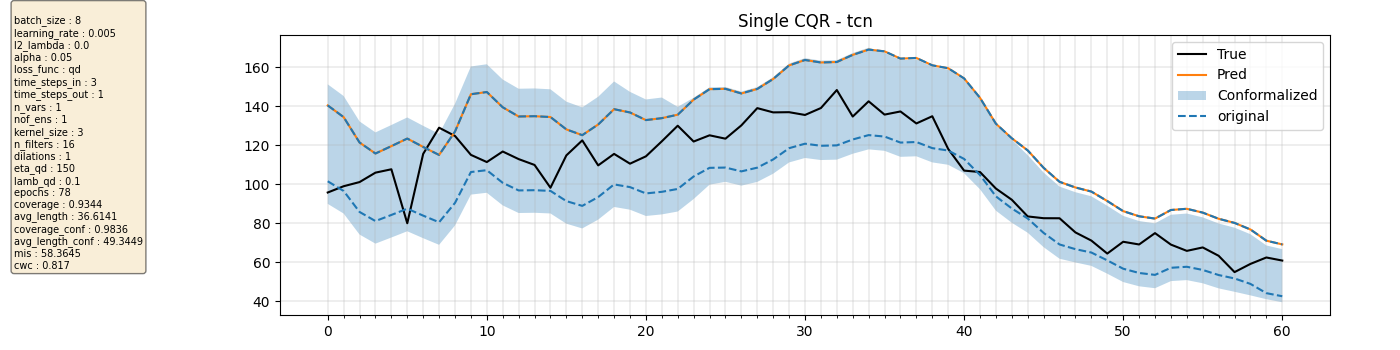 batch_size : 8
learning_rate : 0.005
l2_lambda : 0.0
alpha : 0.05
loss_func : qd
time_steps_in : 3
time_steps_out : 1
n_vars : 1
nof_ens : 1
kernel_size : 3
n_filters : 16
dilations : 1
eta_qd : 150
lamb_qd : 0.1
epochs : 78
coverage : 0.9344
avg_length : 36.6141
coverage_conf : 0.9836
avg_length_conf : 49.3449
mis : 58.3645
cwc : 0.817
Single CQR - tcn
160
140
120
100
80
60
40
True
Pred
Conformalized
original
0 10 20 30 40 50 60